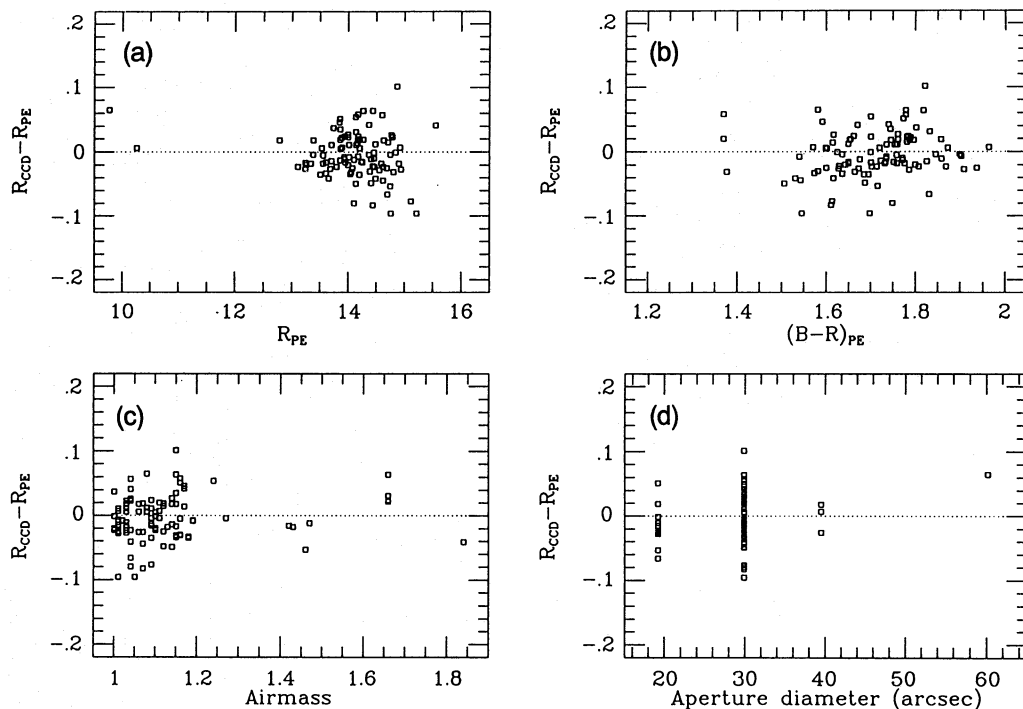 (a)
R_CCD−R_PE
.2
.1
0
−.1
−.2
10 12 14 16
R_PE
(b)
R_CCD−R_PE
.2
.1
0
−.1
−.2
1.2 1.4 1.6 1.8 2
(B−R)_PE
(c)
R_CCD−R_PE
.2
.1
0
−.1
−.2
1 1.2 1.4 1.6 1.8
Airmass
(d)
R_CCD−R_PE
.2
.1
0
−.1
−.2
20 30 40 50 60
Aperture diameter (arcsec)